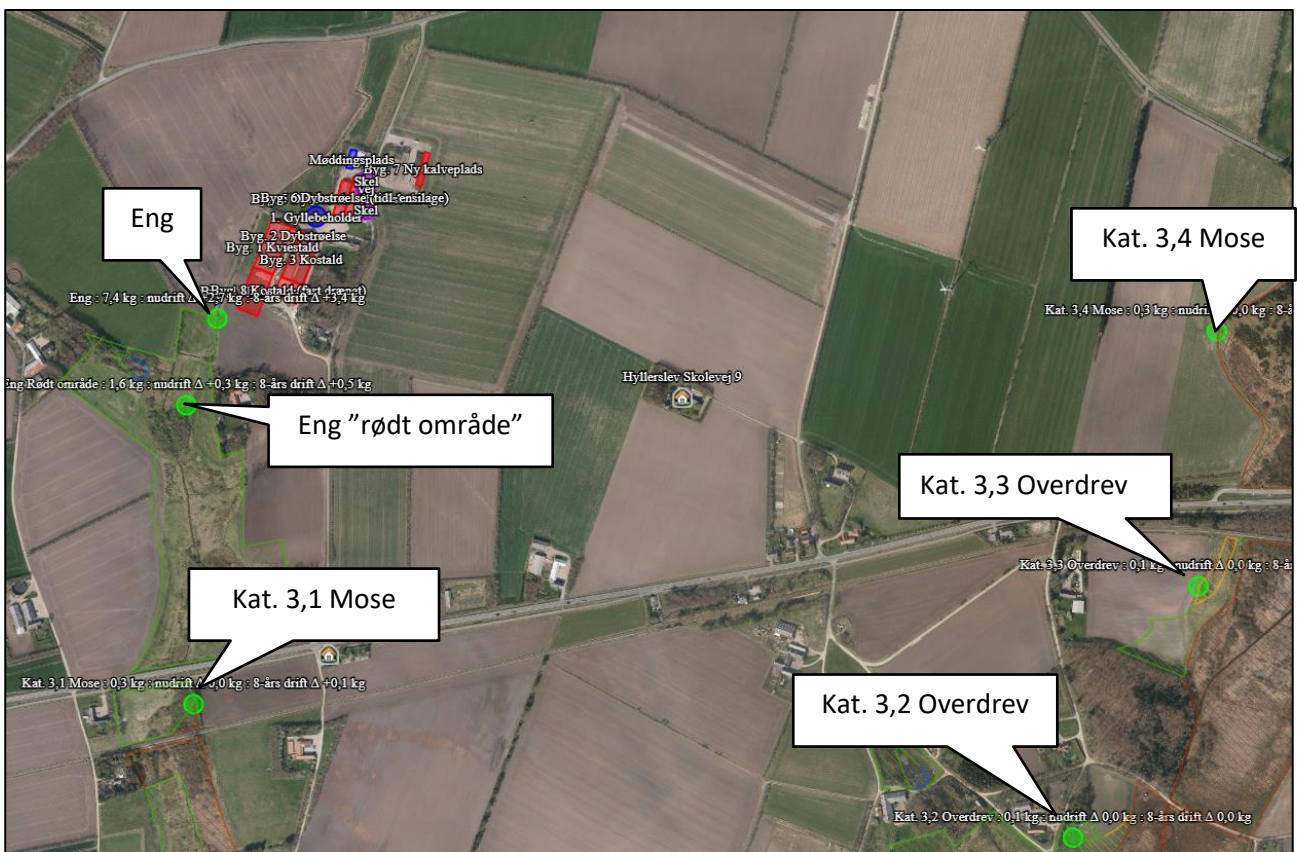 Møddingsplads
Byg. 7 Ny kalveplads
Skel
Vej
Byg. 6 Dybstrøelse (tidl. ensilage)
Skel
1. Gyllebeholder
Byg. 2 Dybstrøelse
Byg. 1 Kviestald
Byg. 3 Kostald
Byg. 8 Kostald (fast drænet)
Eng
Eng : 7,4 kg : nudrift Δ +2,7 kg : 8-års drift Δ +3,4 kg
Kat. 3,4 Mose
Kat. 3,4 Mose : 0,3 kg : nudrift Δ 0,0 kg : 8-å
Eng Rødt område : 1,6 kg : nudrift Δ +0,3 kg : 8-års drift Δ +0,5 kg
Hyllerslev Skolevej 9
Eng ”rødt område”
Kat. 3,3 Overdrev
Kat. 3,3 Overdrev : 0,1 kg : nudrift Δ 0,0 kg : 8-år
Kat. 3,1 Mose
Kat. 3,1 Mose : 0,3 kg : nudrift Δ 0,0 kg : 8-års drift Δ +0,1 kg
Kat. 3,2 Overdrev
Kat. 3,2 Overdrev : 0,1 kg : nudrift Δ 0,0 kg : 8-års drift Δ 0,0 kg